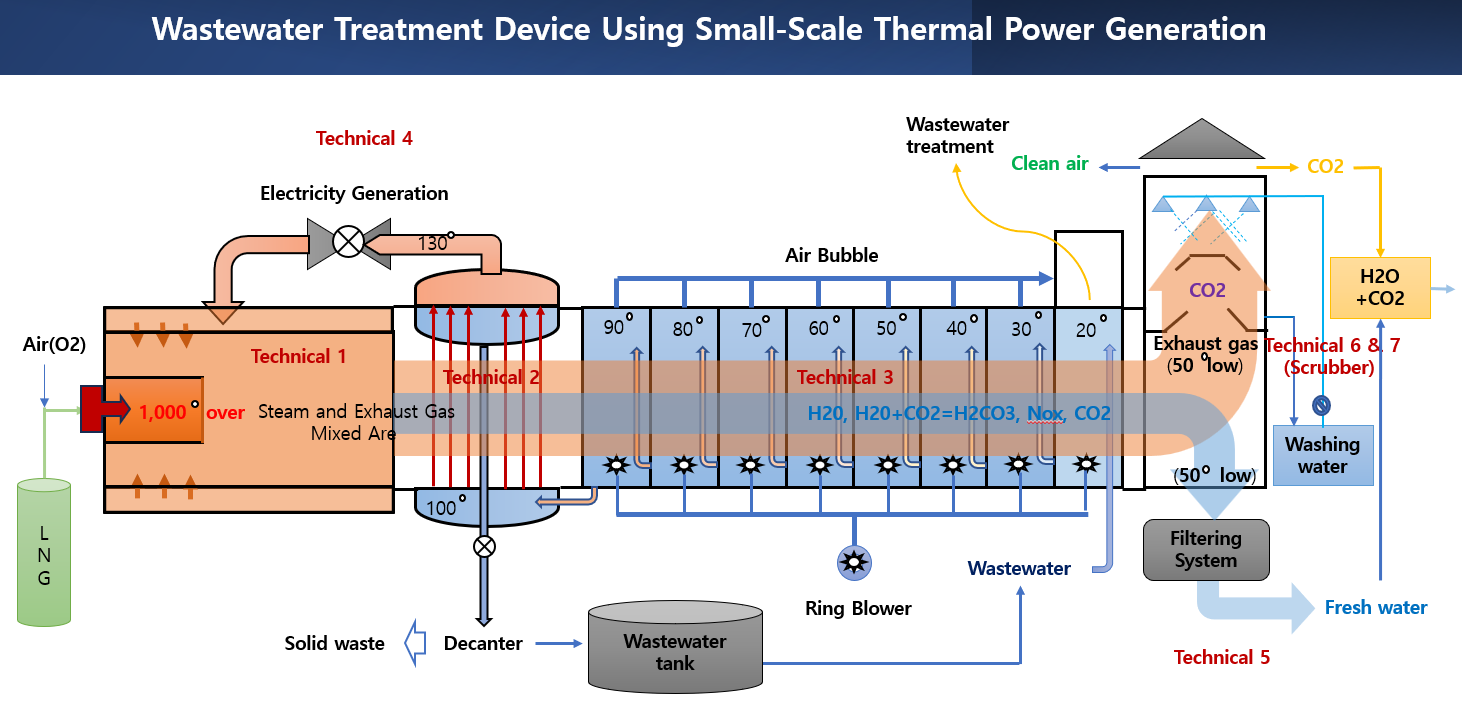 Wastewater Treatment Device Using Small-Scale Thermal Power Generation
Technical 4
Electricity Generation
130°
Wastewater
treatment
Clean air
CO2
Air Bubble
H2O
+CO2
CO2
90°
80°
70°
60°
50°
40°
30°
20°
Air(O2)
Technical 1
Exhaust gas
(50 °low)
Technical 6 & 7
(Scrubber)
Technical 2
Technical 3
1,000 ° over
Steam and Exhaust Gas
Mixed Are
H20, H20+CO2=H2CO3, Nox, CO2
Washing
water
(50° low)
100°
L
N
G
Filtering
System
Wastewater
Ring Blower
Fresh water
Solid waste
Decanter
Wastewater
tank
Technical 5